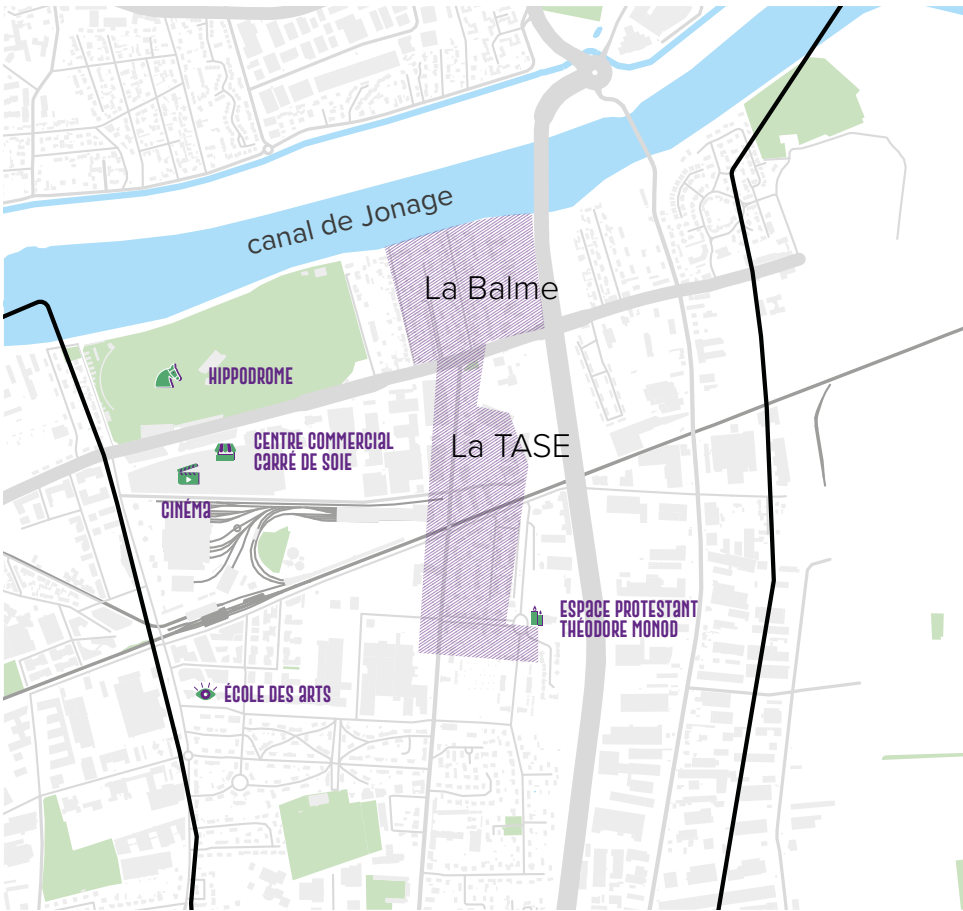 canal de Jonage
La Balme
HIPPODROME
CENTRE COMMERCIAL
CARRÉ DE SOIE
La TASE
CINÉMA
ESPACE PROTESTANT
THÉODORE MONOD
ÉCOLE DES ARTS